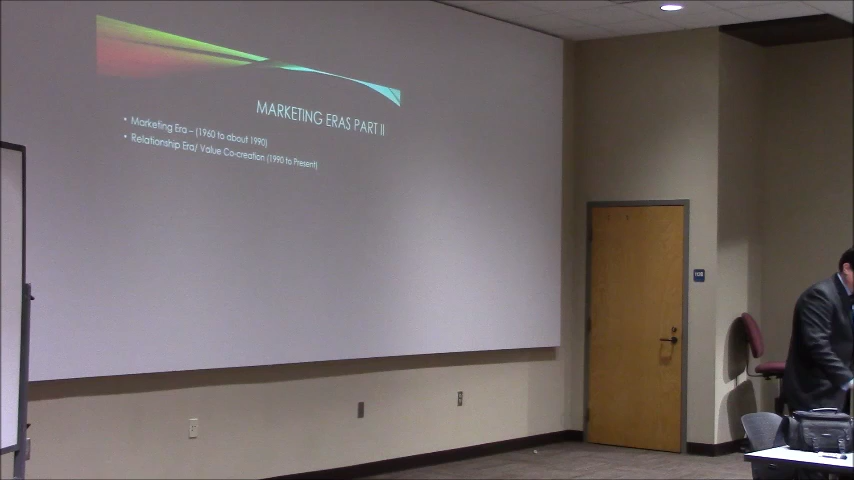 MARKETING ERAS PART II
• Marketing Era – (1960 to about 1990)
• Relationship Era/ Value Co-creation (1990 to Present)